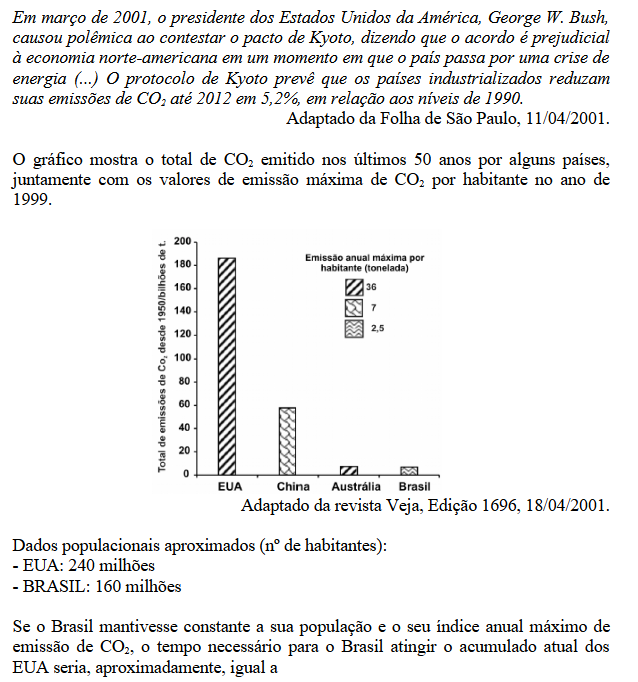 Em março de 2001, o presidente dos Estados Unidos da América, George W. Bush,
causou polêmica ao contestar o pacto de Kyoto, dizendo que o acordo é prejudicial
à economia norte-americana em um momento em que o país passa por uma crise de
energia (...) O protocolo de Kyoto prevê que os países industrializados reduzam
suas emissões de CO₂ até 2012 em 5,2%, em relação aos níveis de 1990.
Adaptado da Folha de São Paulo, 11/04/2001.
O gráfico mostra o total de CO₂ emitido nos últimos 50 anos por alguns países,
juntamente com os valores de emissão máxima de CO₂ por habitante no ano de
1999.
Total de emissões de Co, desde 1950/bilhões de t.
200
180
160
140
120
100
80
60
40
20
0
Emissão anual máxima por
habitante (tonelada)
36
7
2,5
EUA China Austrália Brasil
Adaptado da revista Veja, Edição 1696, 18/04/2001.
Dados populacionais aproximados (nº de habitantes):
- EUA: 240 milhões
- BRASIL: 160 milhões
Se o Brasil mantivesse constante a sua população e o seu índice anual máximo de
emissão de CO₂, o tempo necessário para o Brasil atingir o acumulado atual dos
EUA seria, aproximadamente, igual a